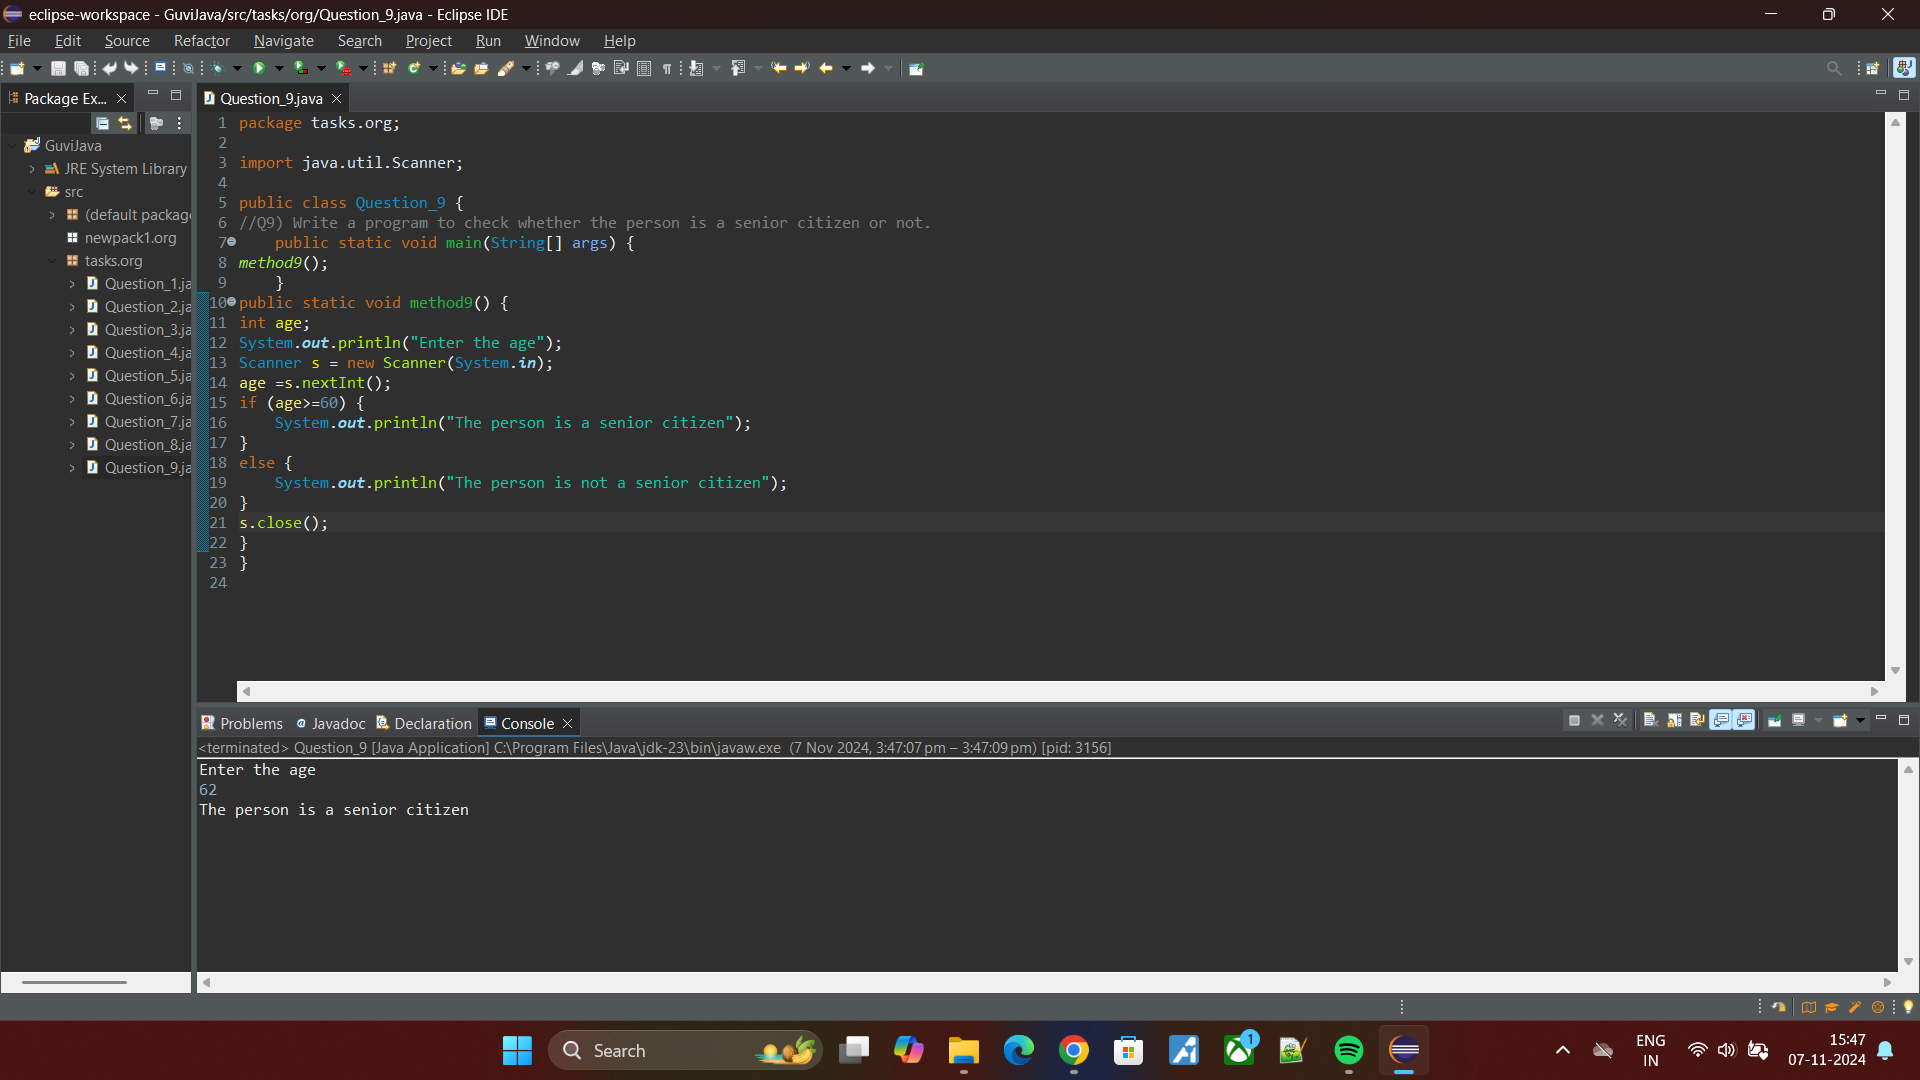 eclipse-workspace - GuviJava/src/tasks/org/Question_9.java - Eclipse IDE
File Edit Source Refactor Navigate Search Project Run Window Help
Package Ex...
GuviJava
JRE System Library
src
(default packag
newpack1.org
tasks.org
Question_1.ja
Question_2.ja
Question_3.ja
Question_4.ja
Question_5.ja
Question_6.ja
Question_7.ja
Question_8.ja
Question_9.ja
Question_9.java
1 package tasks.org;
2
3 import java.util.Scanner;
4
5 public class Question_9 {
6 //Q9) Write a program to check whether the person is a senior citizen or not.
7     public static void main(String[] args) {
8 method9();
9     }
10 public static void method9() {
11 int age;
12 System.out.println("Enter the age");
13 Scanner s = new Scanner(System.in);
14 age =s.nextInt();
15 if (age>=60) {
16     System.out.println("The person is a senior citizen");
17 }
18 else {
19     System.out.println("The person is not a senior citizen");
20 }
21 s.close();
22 }
23 }
24
Problems @ Javadoc Declaration Console
<terminated> Question_9 [Java Application] C:\Program Files\Java\jdk-23\bin\javaw.exe (7 Nov 2024, 3:47:07 pm – 3:47:09 pm) [pid: 3156]
Enter the age
62
The person is a senior citizen
Search
1
ENG
IN
15:47
07-11-2024